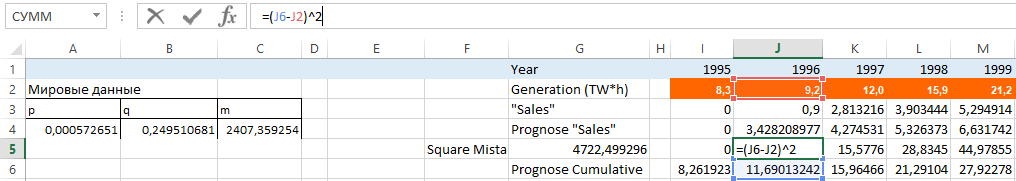 СУММ =(J6-J2)^2
A B C D E F G H I J K L M
1 Year 1995 1996 1997 1998 1999
2 Мировые данные Generation (TW*h) 8,3 9,2 12,0 15,9 21,2
3 p q m "Sales" 0 0,9 2,813216 3,903444 5,294914
4 0,000572651 0,249510681 2407,359254 Prognose "Sales" 0 3,428208977 4,274531 5,326373 6,631742
5 Square Mista 4722,499296 0 =(J6-J2)^2 15,5776 28,8345 44,97855
6 Prognose Cumulative 8,261923 11,69013242 15,96466 21,29104 27,92278